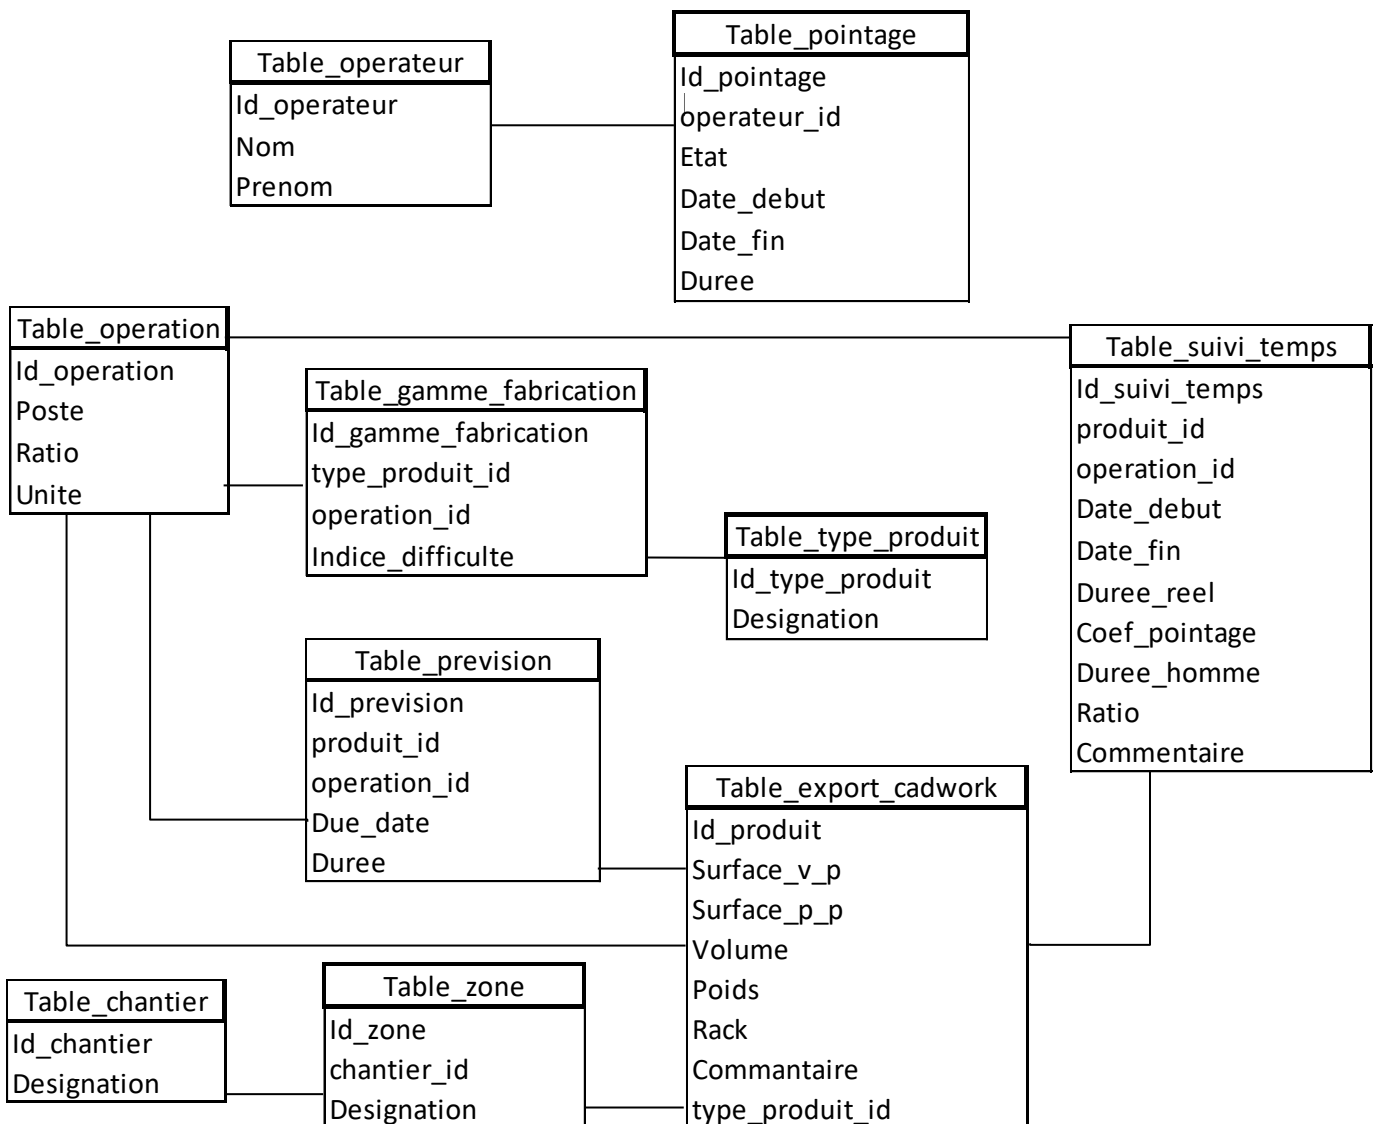 Table_operateur
Id_operateur
Nom
Prenom
Table_pointage
Id_pointage
operateur_id
Etat
Date_debut
Date_fin
Duree
Table_operation
Id_operation
Poste
Ratio
Unite
Table_gamme_fabrication
Id_gamme_fabrication
type_produit_id
operation_id
Indice_difficulte
Table_type_produit
Id_type_produit
Designation
Table_suivi_temps
Id_suivi_temps
produit_id
operation_id
Date_debut
Date_fin
Duree_reel
Coef_pointage
Duree_homme
Ratio
Commentaire
Table_prevision
Id_prevision
produit_id
operation_id
Due_date
Duree
Table_export_cadwork
Id_produit
Surface_v_p
Surface_p_p
Volume
Poids
Rack
Commantaire
type_produit_id
Table_chantier
Id_chantier
Designation
Table_zone
Id_zone
chantier_id
Designation